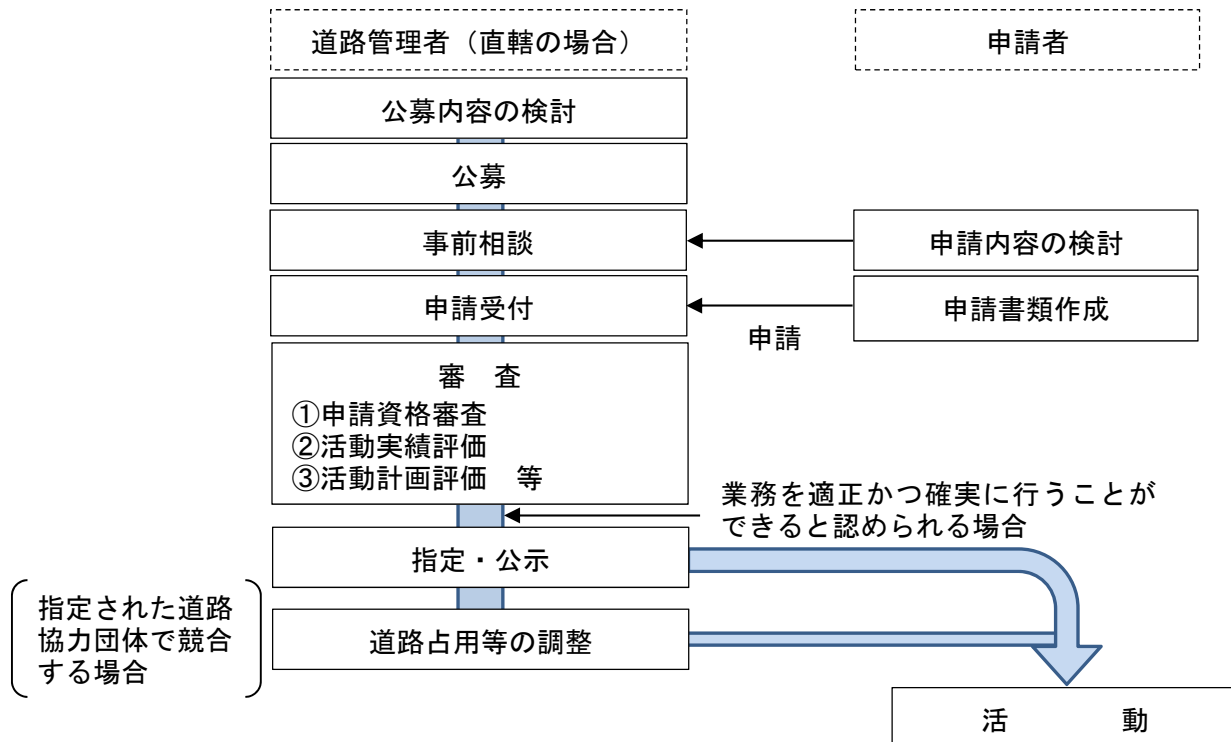 道路管理者（直轄の場合）
申請者
公募内容の検討
公募
事前相談
申請内容の検討
申請受付
申請書類作成
申請
審　査
①申請資格審査
②活動実績評価
③活動計画評価　等
業務を適正かつ確実に行うことが
できると認められる場合
指定・公示
指定された道路
協力団体で競合
する場合
道路占用等の調整
活　　　動